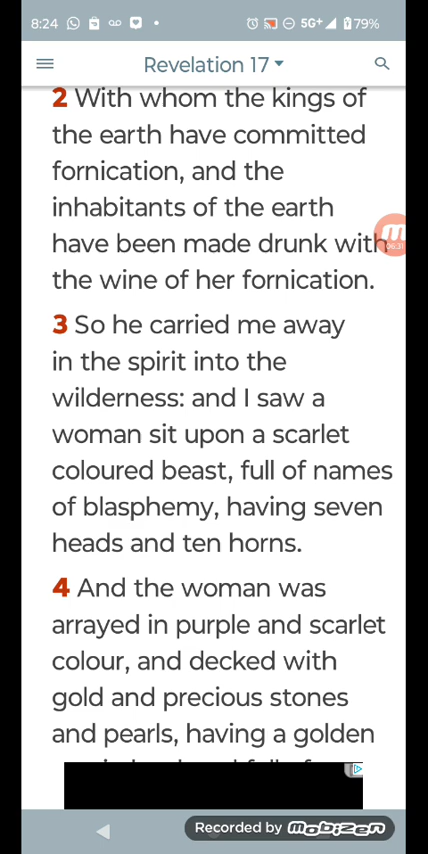 8:24
5G+ 79%
Revelation 17
2 With whom the kings of
the earth have committed
fornication, and the
inhabitants of the earth
have been made drunk with
06:31
the wine of her fornication.
3 So he carried me away
in the spirit into the
wilderness: and I saw a
woman sit upon a scarlet
coloured beast, full of names
of blasphemy, having seven
heads and ten horns.
4 And the woman was
arrayed in purple and scarlet
colour, and decked with
gold and precious stones
and pearls, having a golden
Recorded by MOBIZEN